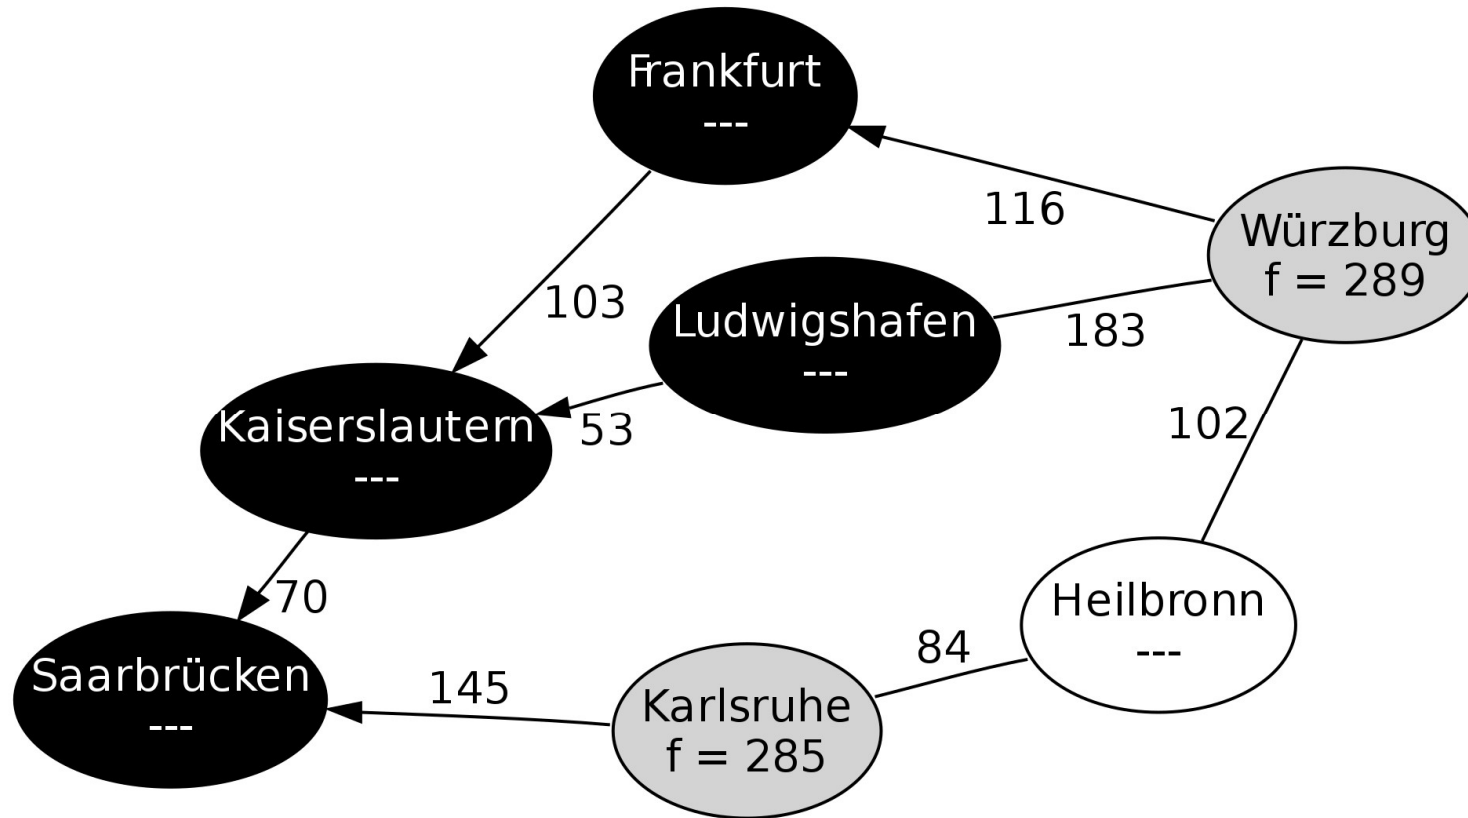 Frankfurt
---
116
Würzburg
f = 289
103
Ludwigshafen
---
183
Kaiserslautern
---
53
102
70
Heilbronn
---
84
Saarbrücken
---
145
Karlsruhe
f = 285